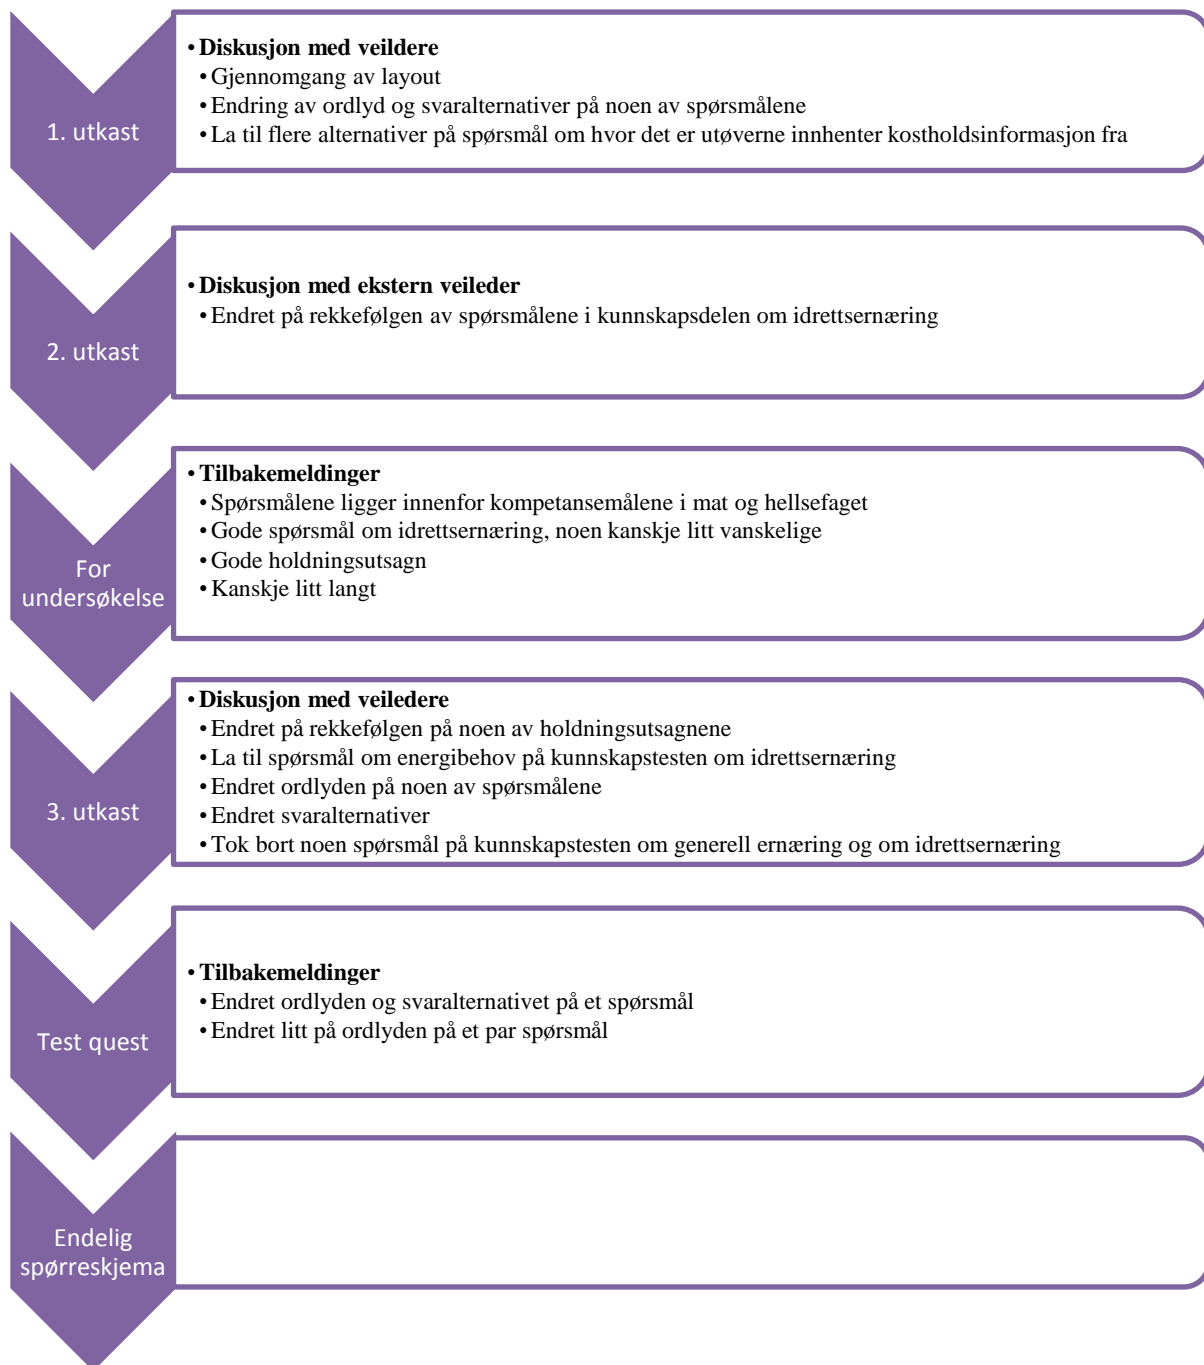 1. utkast
• Diskusjon med veildere
• Gjennomgang av layout
• Endring av ordlyd og svaralternativer på noen av spørsmålene
• La til flere alternativer på spørsmål om hvor det er utøverne innhenter kostholdsinformasjon fra
2. utkast
• Diskusjon med ekstern veileder
• Endret på rekkefølgen av spørsmålene i kunnskapsdelen om idrettsernæring
For
undersøkelse
• Tilbakemeldinger
• Spørsmålene ligger innenfor kompetansemålene i mat og hellsefaget
• Gode spørsmål om idrettsernæring, noen kanskje litt vanskelige
• Gode holdningsutsagn
• Kanskje litt langt
3. utkast
• Diskusjon med veiledere
• Endret på rekkefølgen på noen av holdningsutsagnene
• La til spørsmål om energibehov på kunnskapstesten om idrettsernæring
• Endret ordlyden på noen av spørsmålene
• Endret svaralternativer
• Tok bort noen spørsmål på kunnskapstesten om generell ernæring og om idrettsernæring
Test quest
• Tilbakemeldinger
• Endret ordlyden og svaralternativet på et spørsmål
• Endret litt på ordlyden på et par spørsmål
Endelig
spørreskjema